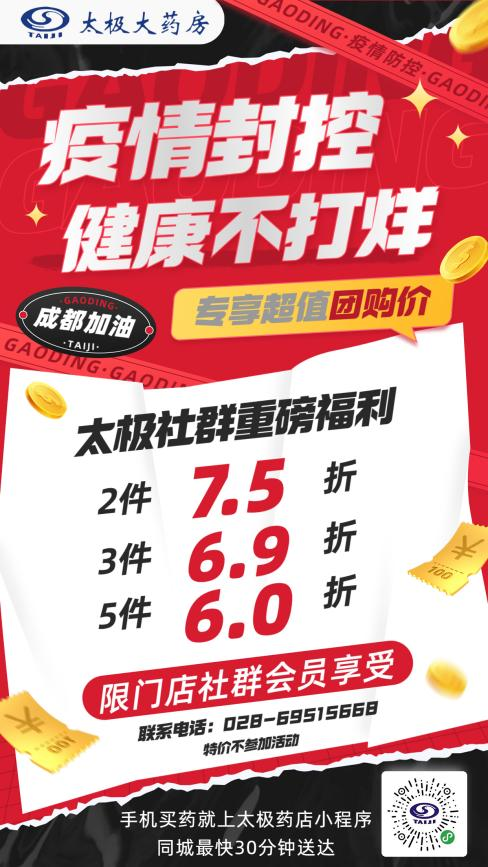 TAIJI
太极大药房
GAODING·疫情防控·GAODING
疫情封控
健康不打烊
专享超值团购价
·GAODING·
成都加油
·TAIJI·
GAODING·GAODING
太极社群重磅福利
2件 7.5 折
3件 6.9 折
5件 6.0 折
限门店社群会员享受
联系电话：028-69515668
特价不参加活动
100
100
手机买药就上太极药店小程序
同城最快30分钟送达
TAIJI